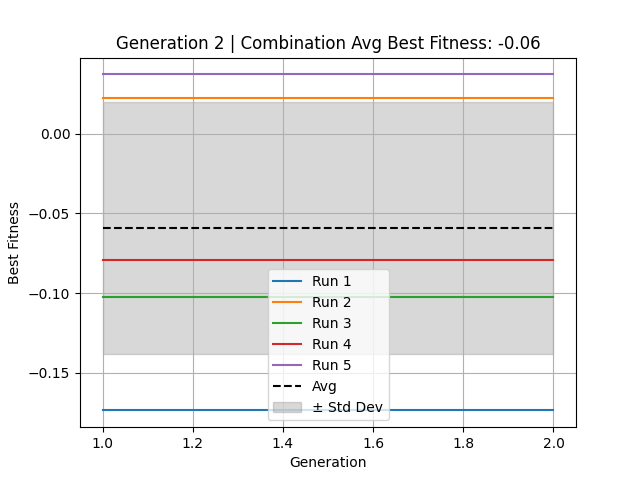 Generation 2 | Combination Avg Best Fitness: -0.06
Best Fitness
0.00
−0.05
−0.10
−0.15
Run 1
Run 2
Run 3
Run 4
Run 5
Avg
± Std Dev
1.0 1.2 1.4 1.6 1.8 2.0
Generation